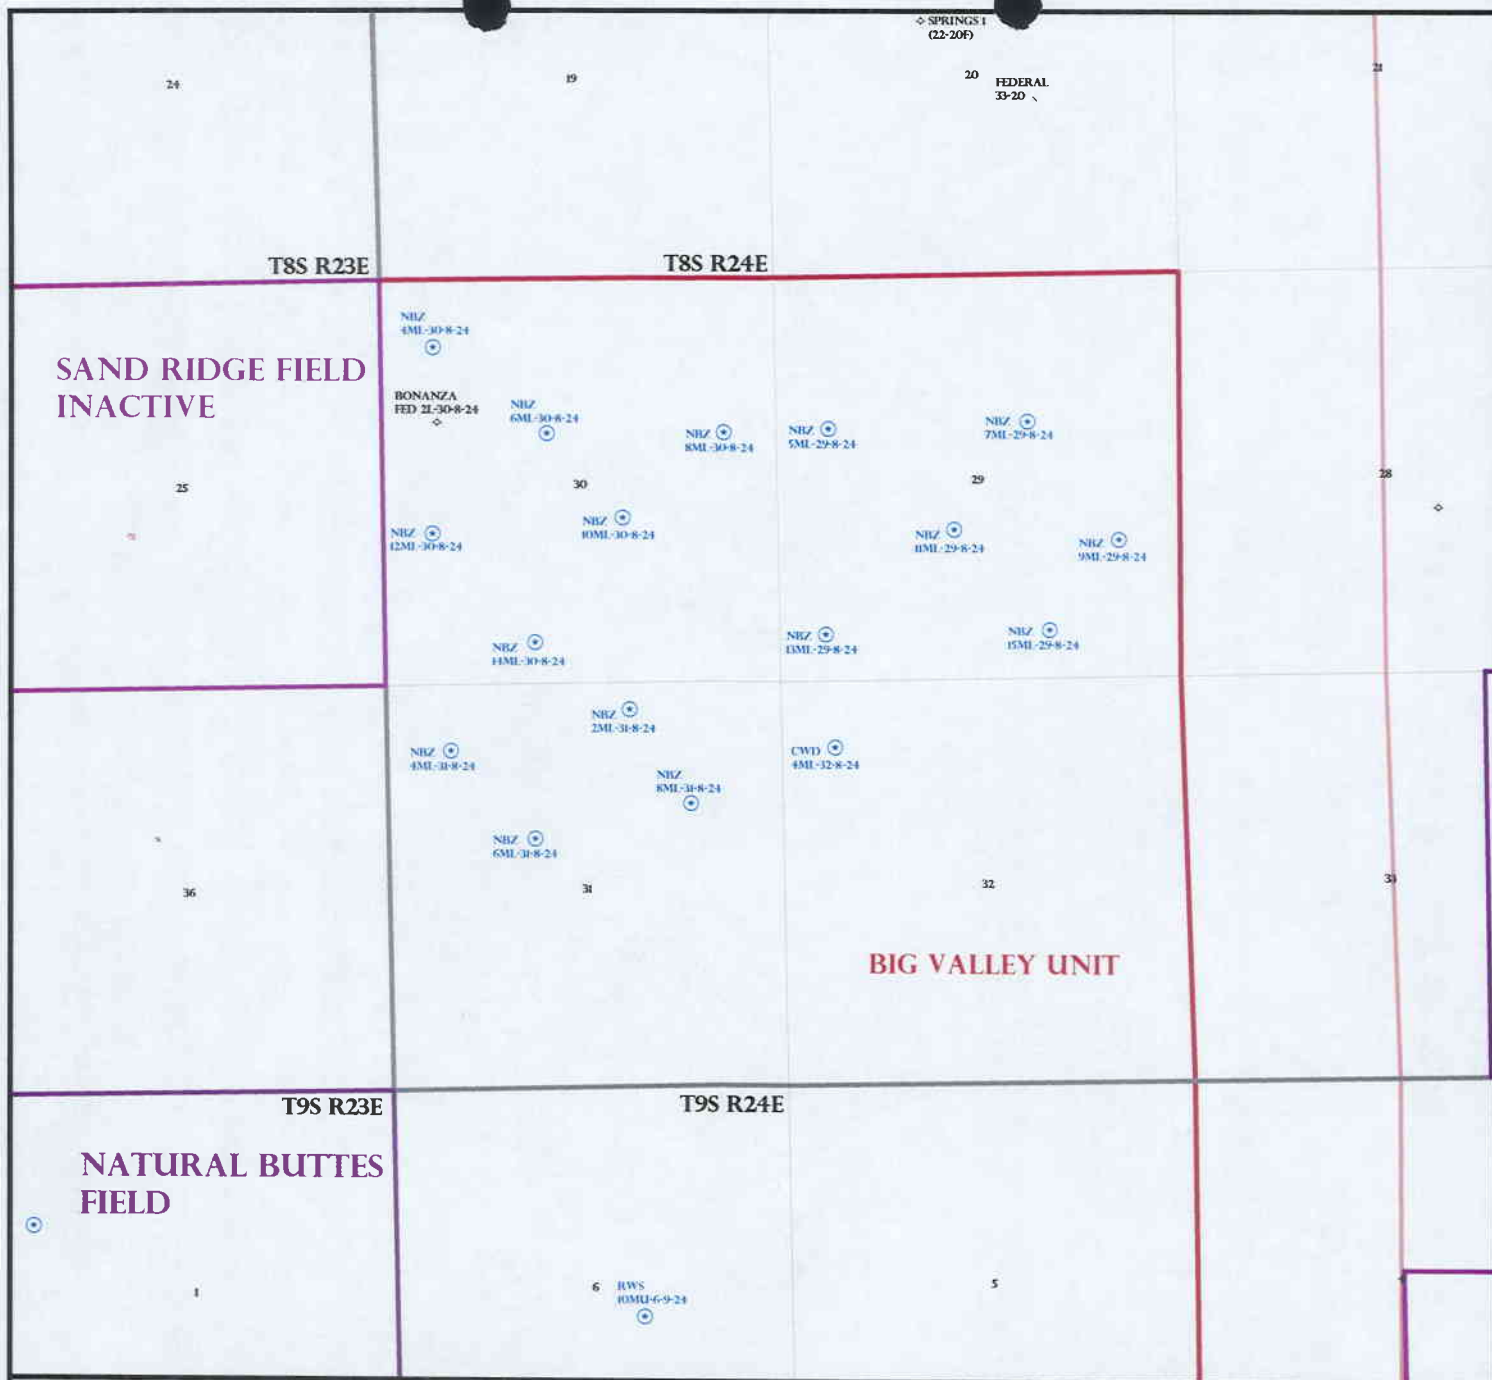 SPRINGS 1
(22-20F)
24
19
20
FEDERAL
33-20
21
T8S R23E
T8S R24E
NBZ
4ML-30-8-24
SAND RIDGE FIELD
INACTIVE
BONANZA
FED 2L-30-8-24
NBZ
6ML-30-8-24
NBZ
8ML-30-8-24
NBZ
5ML-29-8-24
NBZ
7ML-29-8-24
25
30
29
28
NBZ
12ML-30-8-24
NBZ
10ML-30-8-24
NBZ
11ML-29-8-24
NBZ
9ML-29-8-24
NBZ
14ML-30-8-24
NBZ
13ML-29-8-24
NBZ
15ML-29-8-24
NBZ
2ML-31-8-24
NBZ
4ML-31-8-24
CWD
4ML-32-8-24
NBZ
8ML-31-8-24
NBZ
6ML-31-8-24
36
31
32
33
BIG VALLEY UNIT
T9S R23E
T9S R24E
NATURAL BUTTES
FIELD
1
6
RWS
10MU-6-9-24
5